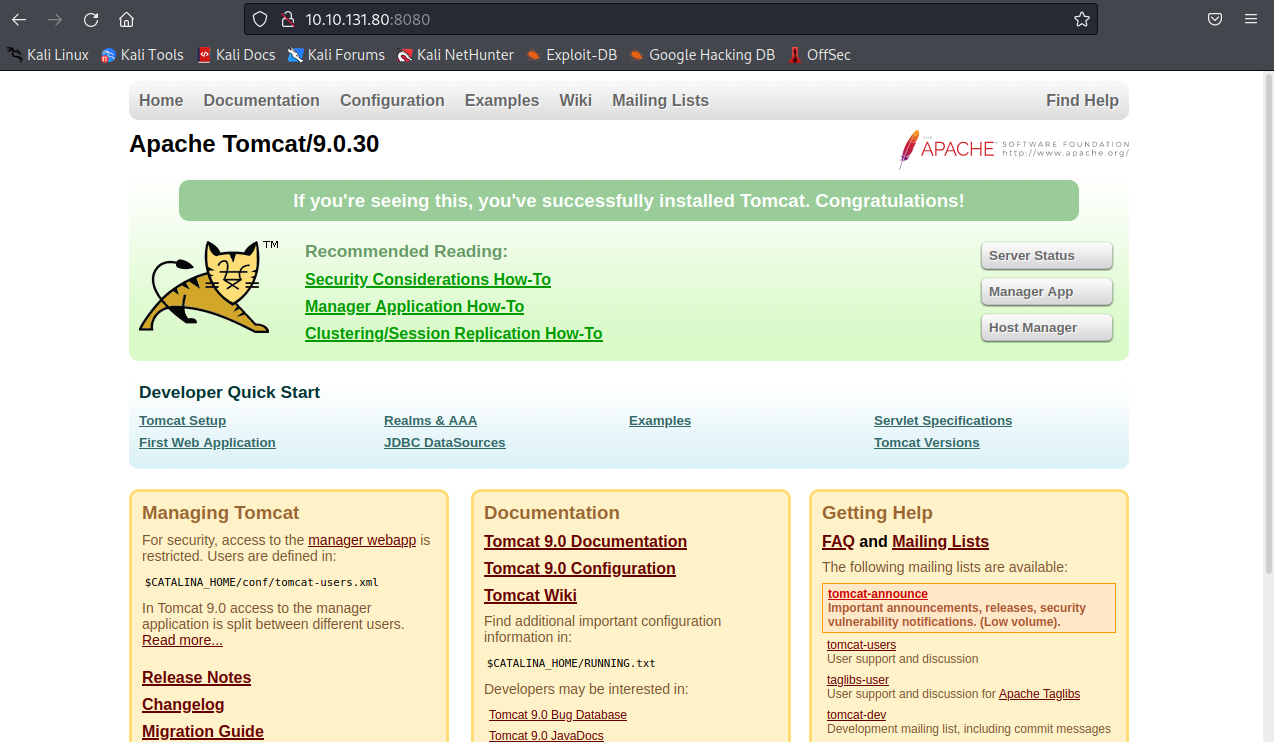 10.10.131.80:8080
Kali Linux Kali Tools Kali Docs Kali Forums Kali NetHunter Exploit-DB Google Hacking DB OffSec
Home Documentation Configuration Examples Wiki Mailing Lists Find Help
Apache Tomcat/9.0.30
THE
APACHE
SOFTWARE FOUNDATION
http://www.apache.org/
If you're seeing this, you've successfully installed Tomcat. Congratulations!
TM
Recommended Reading:
Security Considerations How-To
Manager Application How-To
Clustering/Session Replication How-To
Server Status
Manager App
Host Manager
Developer Quick Start
Tomcat Setup Realms & AAA Examples Servlet Specifications
First Web Application JDBC DataSources Tomcat Versions
Managing Tomcat
For security, access to the manager webapp is
restricted. Users are defined in:
$CATALINA_HOME/conf/tomcat-users.xml
In Tomcat 9.0 access to the manager
application is split between different users.
Read more...
Release Notes
Changelog
Migration Guide
Documentation
Tomcat 9.0 Documentation
Tomcat 9.0 Configuration
Tomcat Wiki
Find additional important configuration
information in:
$CATALINA_HOME/RUNNING.txt
Developers may be interested in:
Tomcat 9.0 Bug Database
Tomcat 9.0 JavaDocs
Getting Help
FAQ and Mailing Lists
The following mailing lists are available:
tomcat-announce
Important announcements, releases, security
vulnerability notifications. (Low volume).
tomcat-users
User support and discussion
taglibs-user
User support and discussion for Apache Taglibs
tomcat-dev
Development mailing list, including commit messages